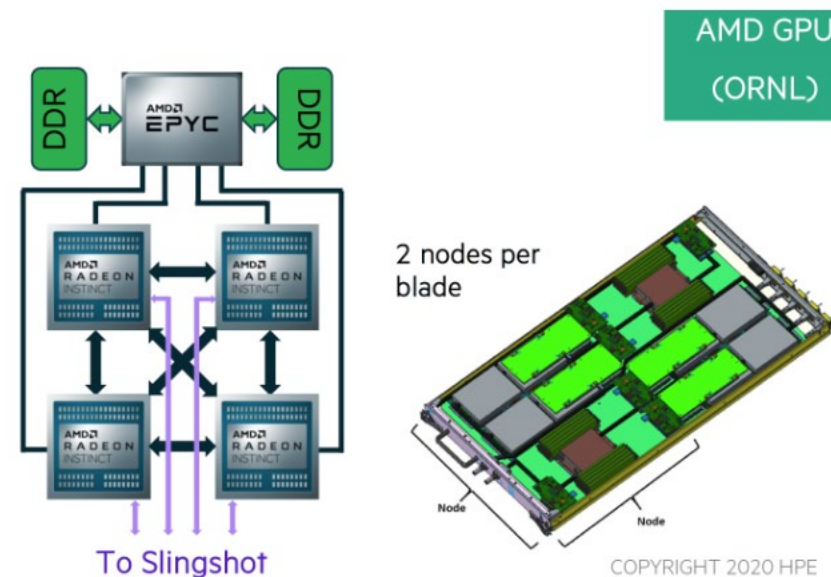 AMD GPU
(ORNL)
DDR
AMD
EPYC
DDR
AMD
RADEON
INSTINCT
AMD
RADEON
INSTINCT
2 nodes per
blade
AMD
RADEON
INSTINCT
AMD
RADEON
INSTINCT
Node
Node
To Slingshot
COPYRIGHT 2020 HPE